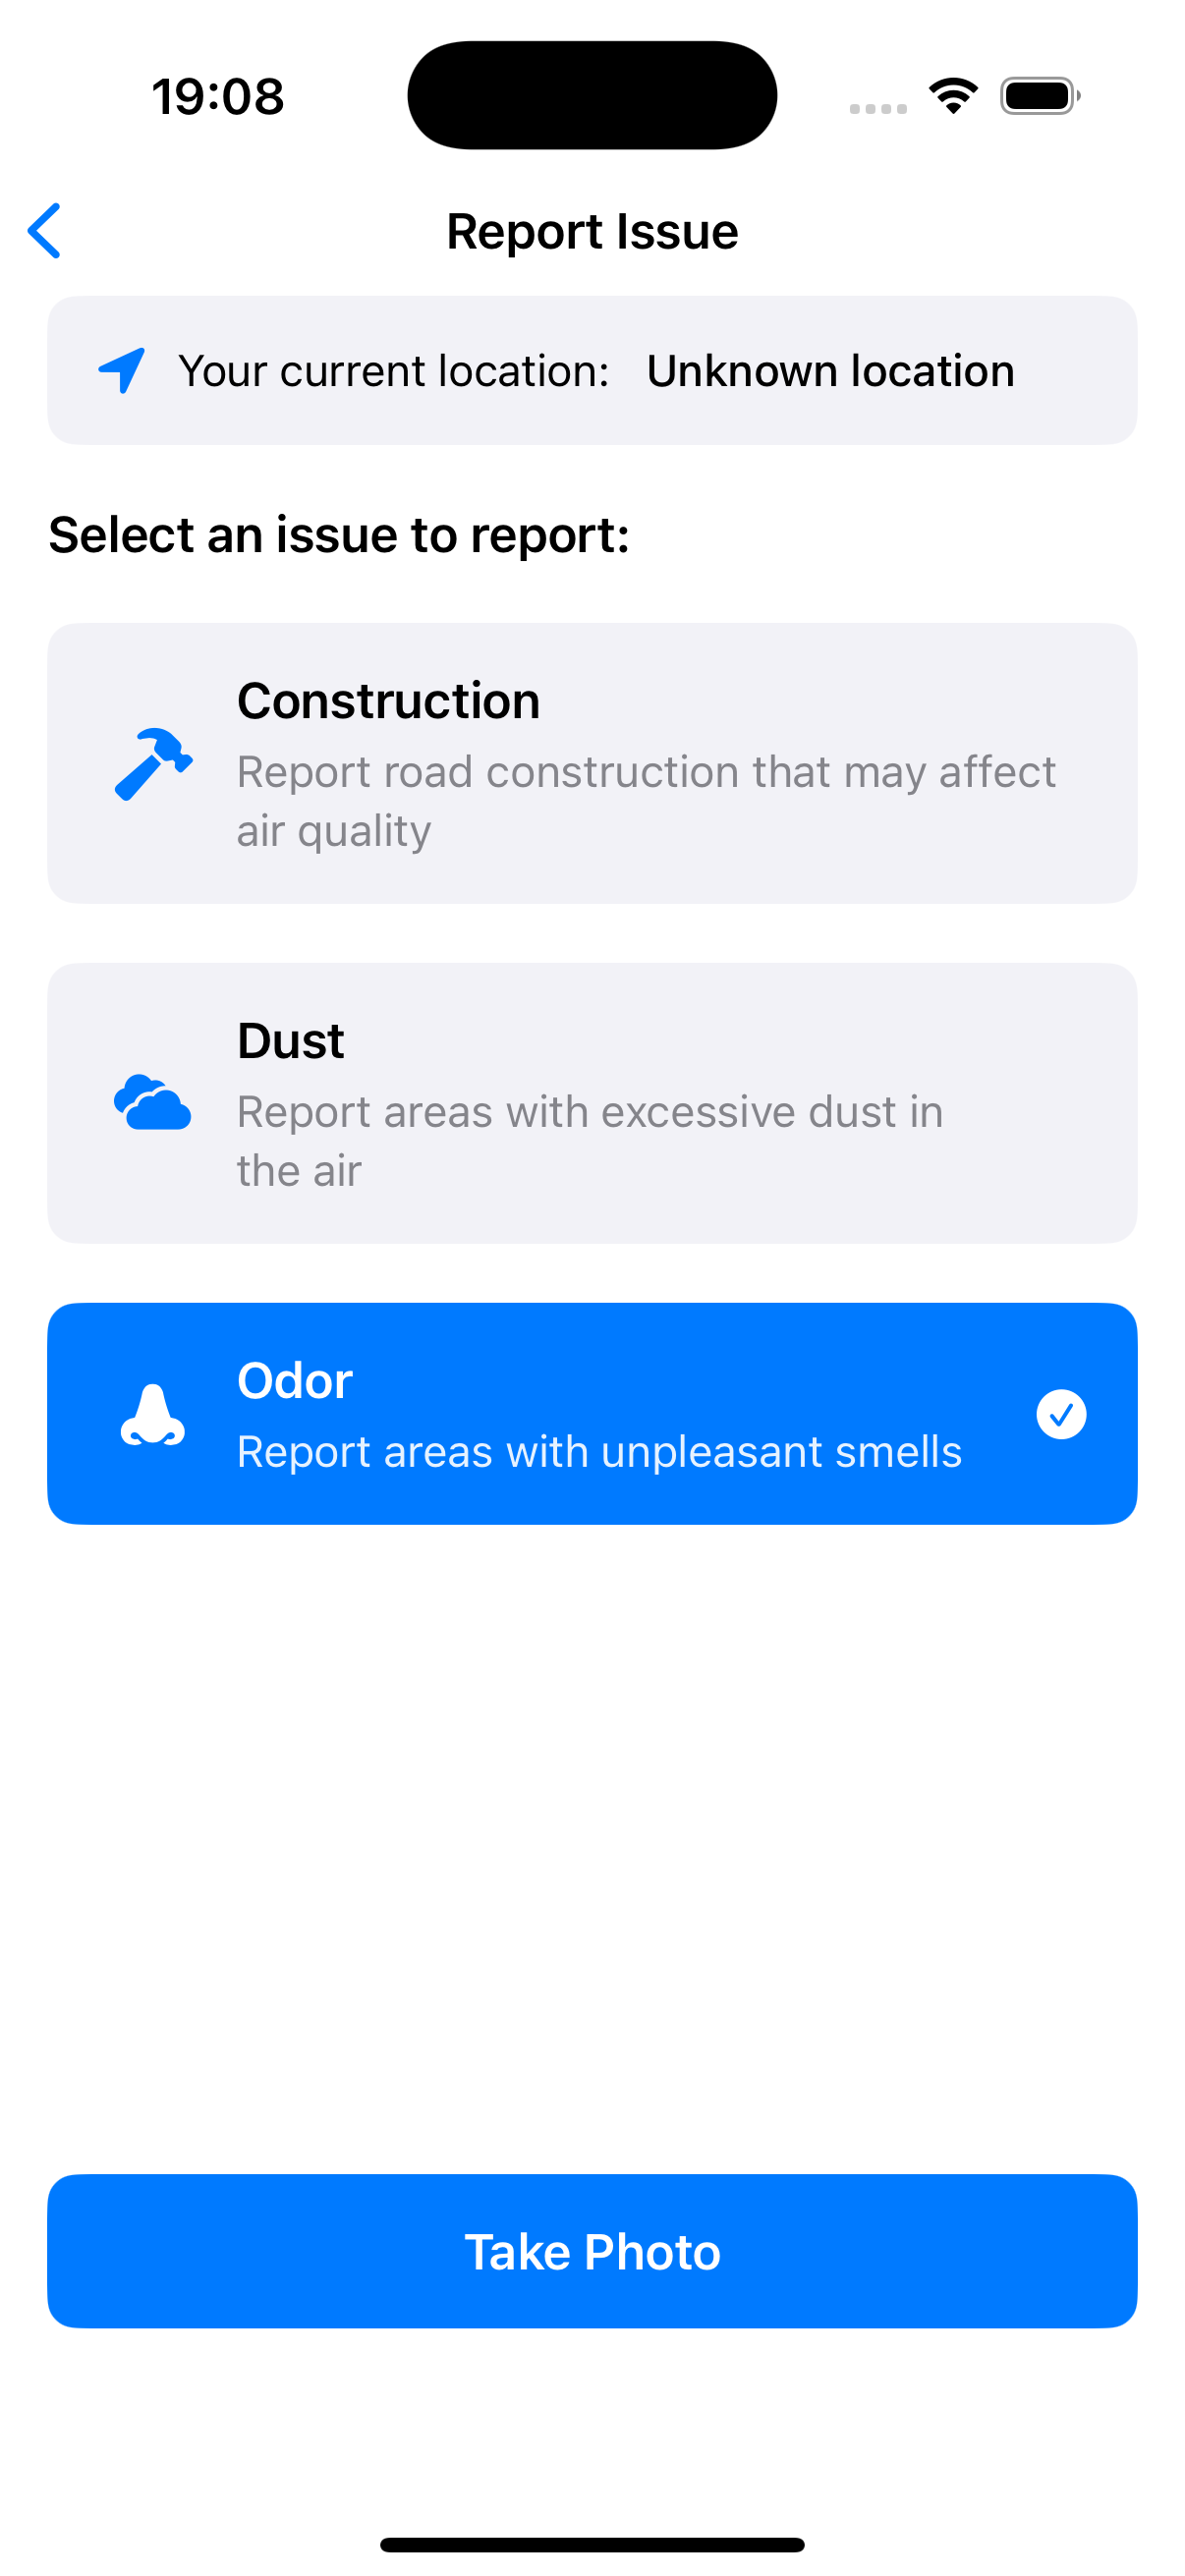 19:08
Report Issue
Your current location: Unknown location
Select an issue to report:
Construction
Report road construction that may affect
air quality
Dust
Report areas with excessive dust in
the air
Odor
Report areas with unpleasant smells
Take Photo